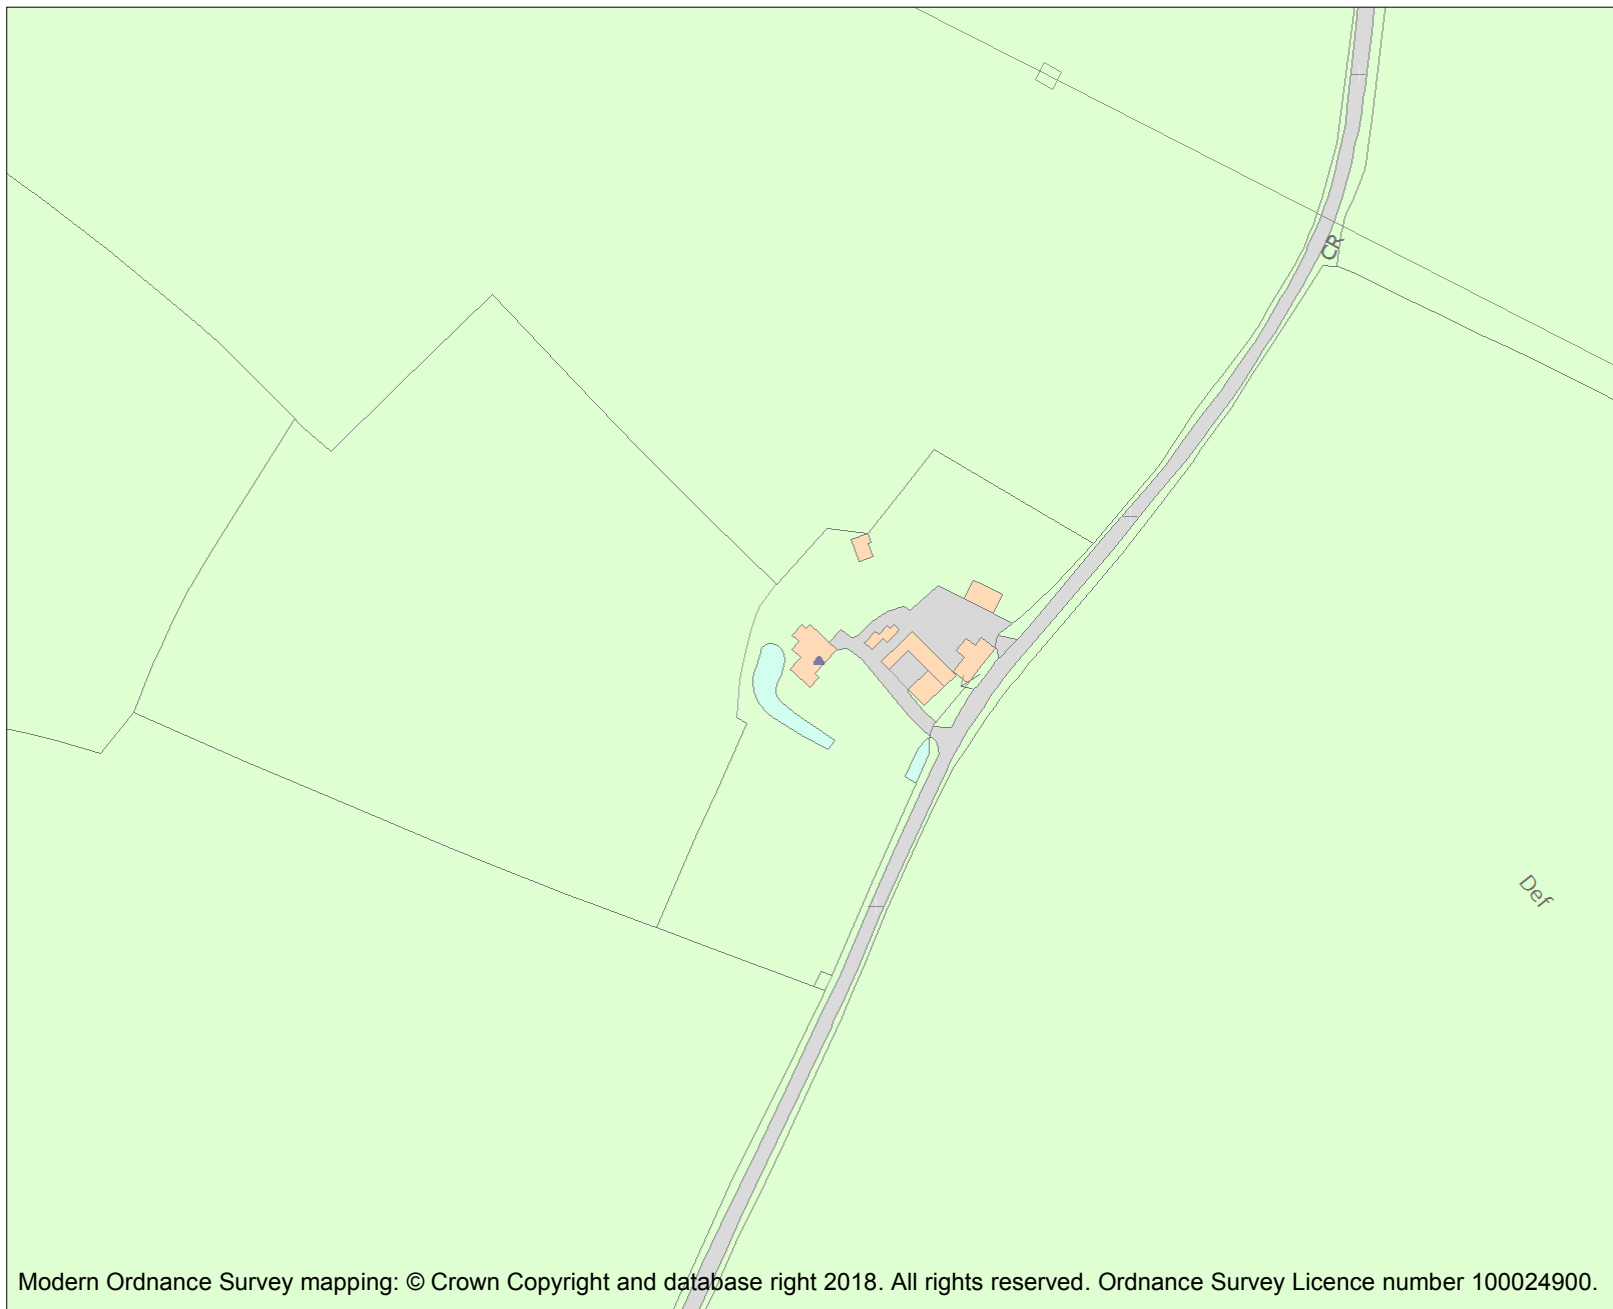 CR
Def
Modern Ordnance Survey mapping: © Crown Copyright and database right 2018. All rights reserved. Ordnance Survey Licence number 100024900.